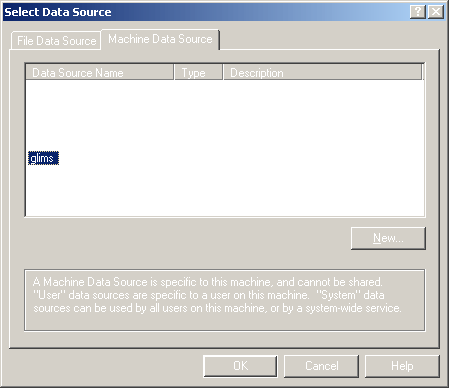 Select Data Source
File Data Source Machine Data Source
Data Source Name Type Description
glims
New...
A Machine Data Source is specific to this machine, and cannot be shared.
"User" data sources are specific to a user on this machine. "System" data
sources can be used by all users on this machine, or by a system-wide service.
OK Cancel Help